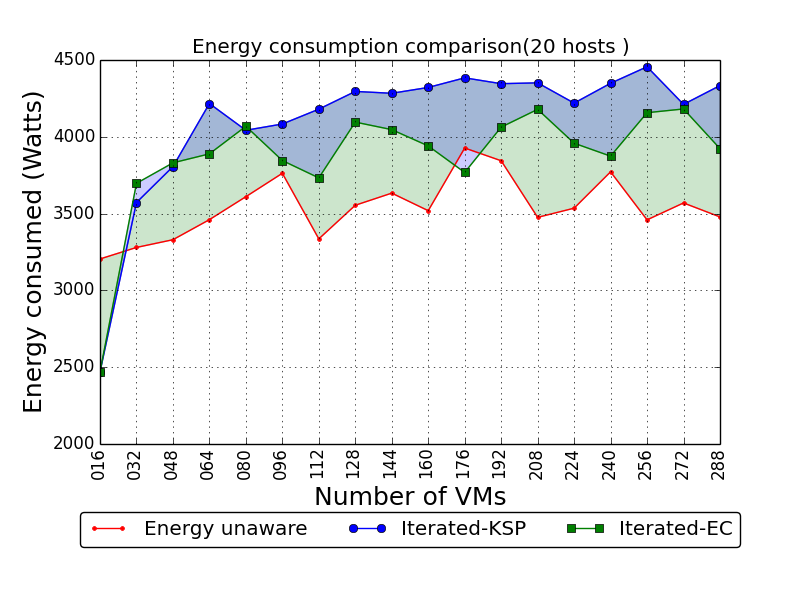 Energy consumption comparison(20 hosts )
4500
4000
3500
3000
2500
2000
Energy consumed (Watts)
016 032 048 064 080 096 112 128 144 160 176 192 208 224 240 256 272 288
Number of VMs
Energy unaware Iterated-KSP Iterated-EC